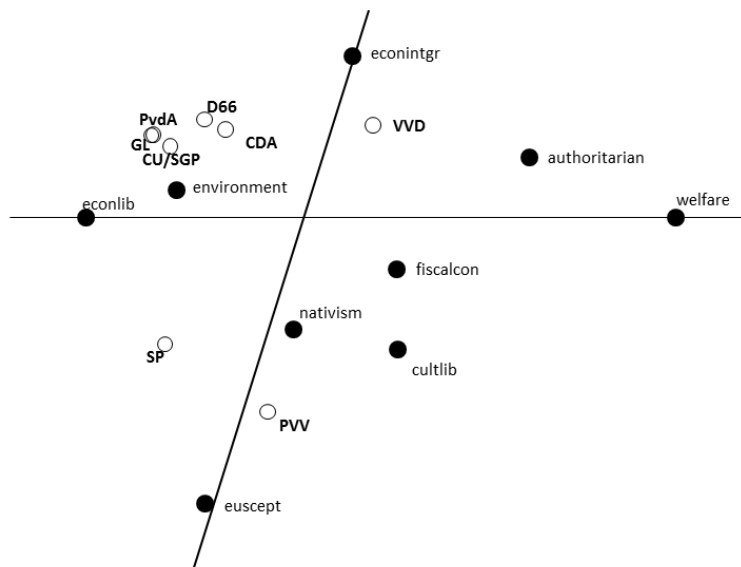 econintgr
D66
PvdA
VVD
GL
CDA
CU/SGP
authoritarian
environment
econlib
welfare
fiscalcon
nativism
SP
cultlib
PVV
euscept